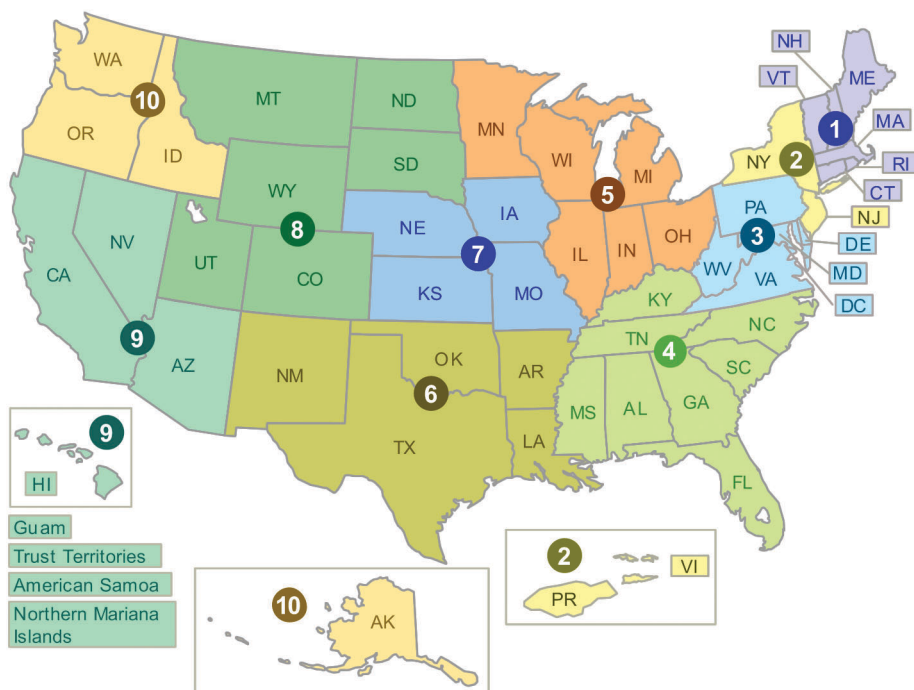 NH
WA
VT
ME
10
MT
ND
MN
1
MA
OR
ID
WI
MI
NY
2
RI
SD
CT
WY
5
PA
NJ
8
NE
IA
3
DE
NV
7
OH
CA
UT
IL
IN
WV
MD
CO
VA
KS
MO
DC
KY
9
TN
4
NC
AZ
NM
OK
AR
SC
6
MS
AL
GA
TX
LA
9
HI
FL
Guam
Trust Territories
American Samoa
Northern Mariana
Islands
2
VI
PR
10
AK